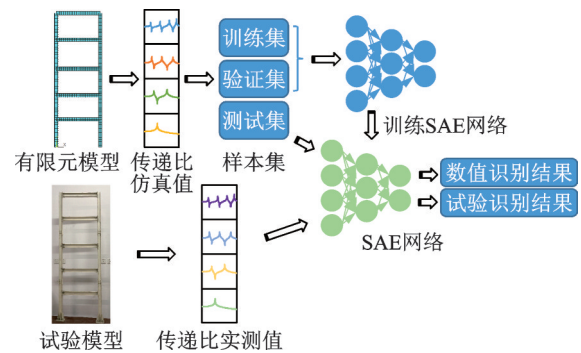 训练集
验证集
测试集
有限元模型
传递比
仿真值
样本集
训练SAE网络
数值识别结果
试验识别结果
SAE网络
试验模型
传递比实测值